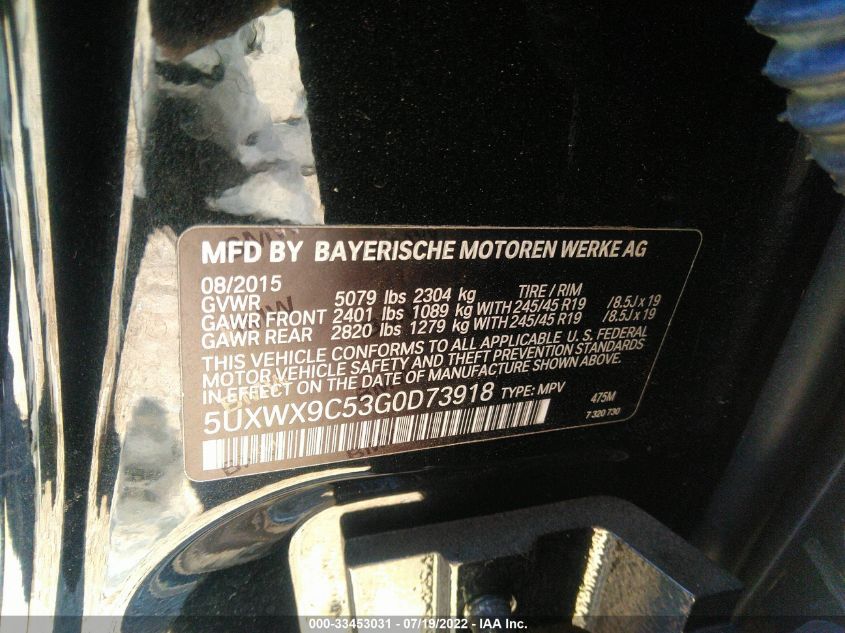 MFD BY BAYERISCHE MOTOREN WERKE AG
08/2015 TIRE / RIM
GVWR 5079 lbs 2304 kg
GAWR FRONT 2401 lbs 1089 kg WITH 245/45 R19 /8.5J x 19
GAWR REAR 2820 lbs 1279 kg WITH 245/45 R19 /8.5J x 19
THIS VEHICLE CONFORMS TO ALL APPLICABLE U.S. FEDERAL
MOTOR VEHICLE SAFETY AND THEFT PREVENTION STANDARDS
IN EFFECT ON THE DATE OF MANUFACTURE SHOWN ABOVE.
5UXWX9C53G0D73918 TYPE: MPV 475M
7 320 730
000-33453031 - 07/19/2022 - IAA Inc.